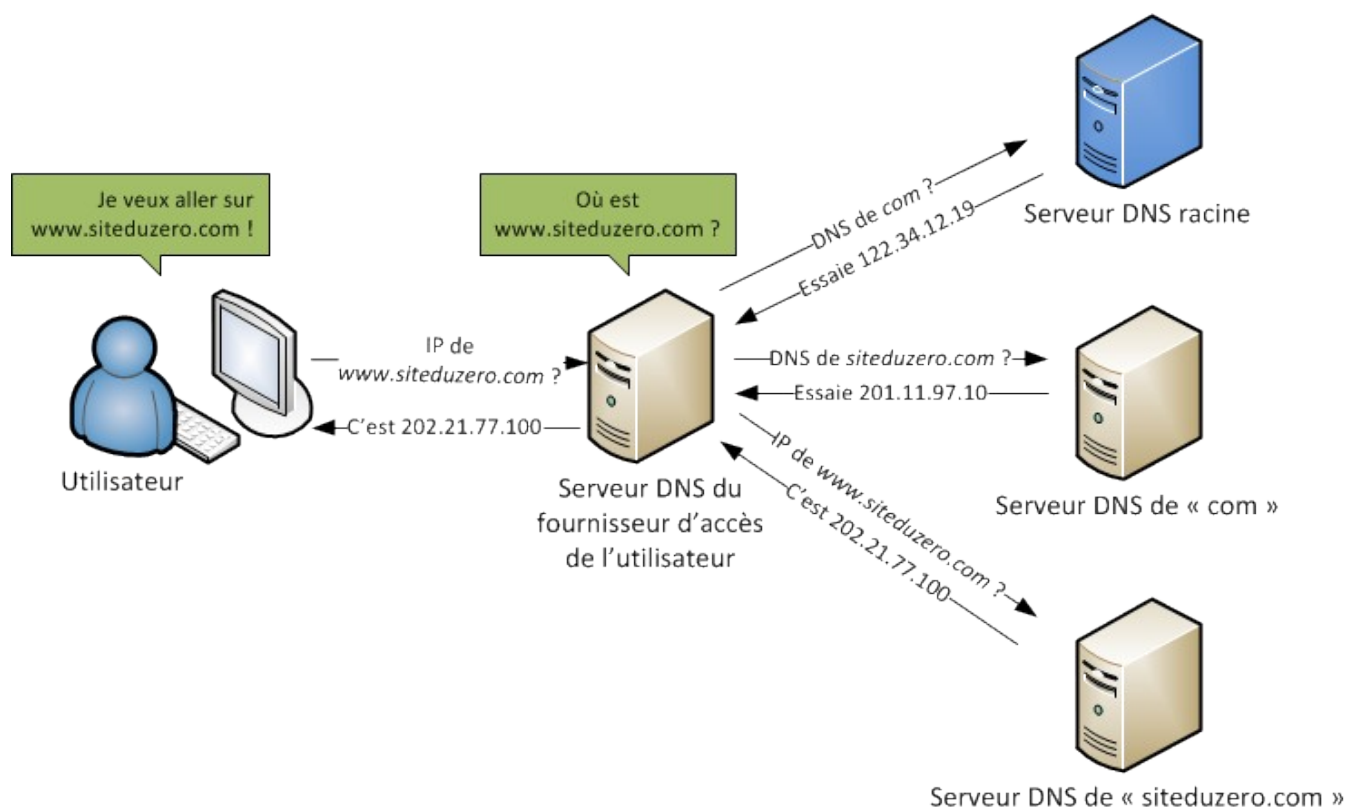 Je veux aller sur
www.siteduzero.com !
Où est
www.siteduzero.com ?
DNS de com ?
Essaie 122.34.12.19
Serveur DNS racine
IP de
www.siteduzero.com ?
C’est 202.21.77.100
DNS de siteduzero.com ?
Essaie 201.11.97.10
IP de www.siteduzero.com ?
C’est 202.21.77.100
Utilisateur
Serveur DNS du
fournisseur d’accès
de l’utilisateur
Serveur DNS de « com »
Serveur DNS de « siteduzero.com »